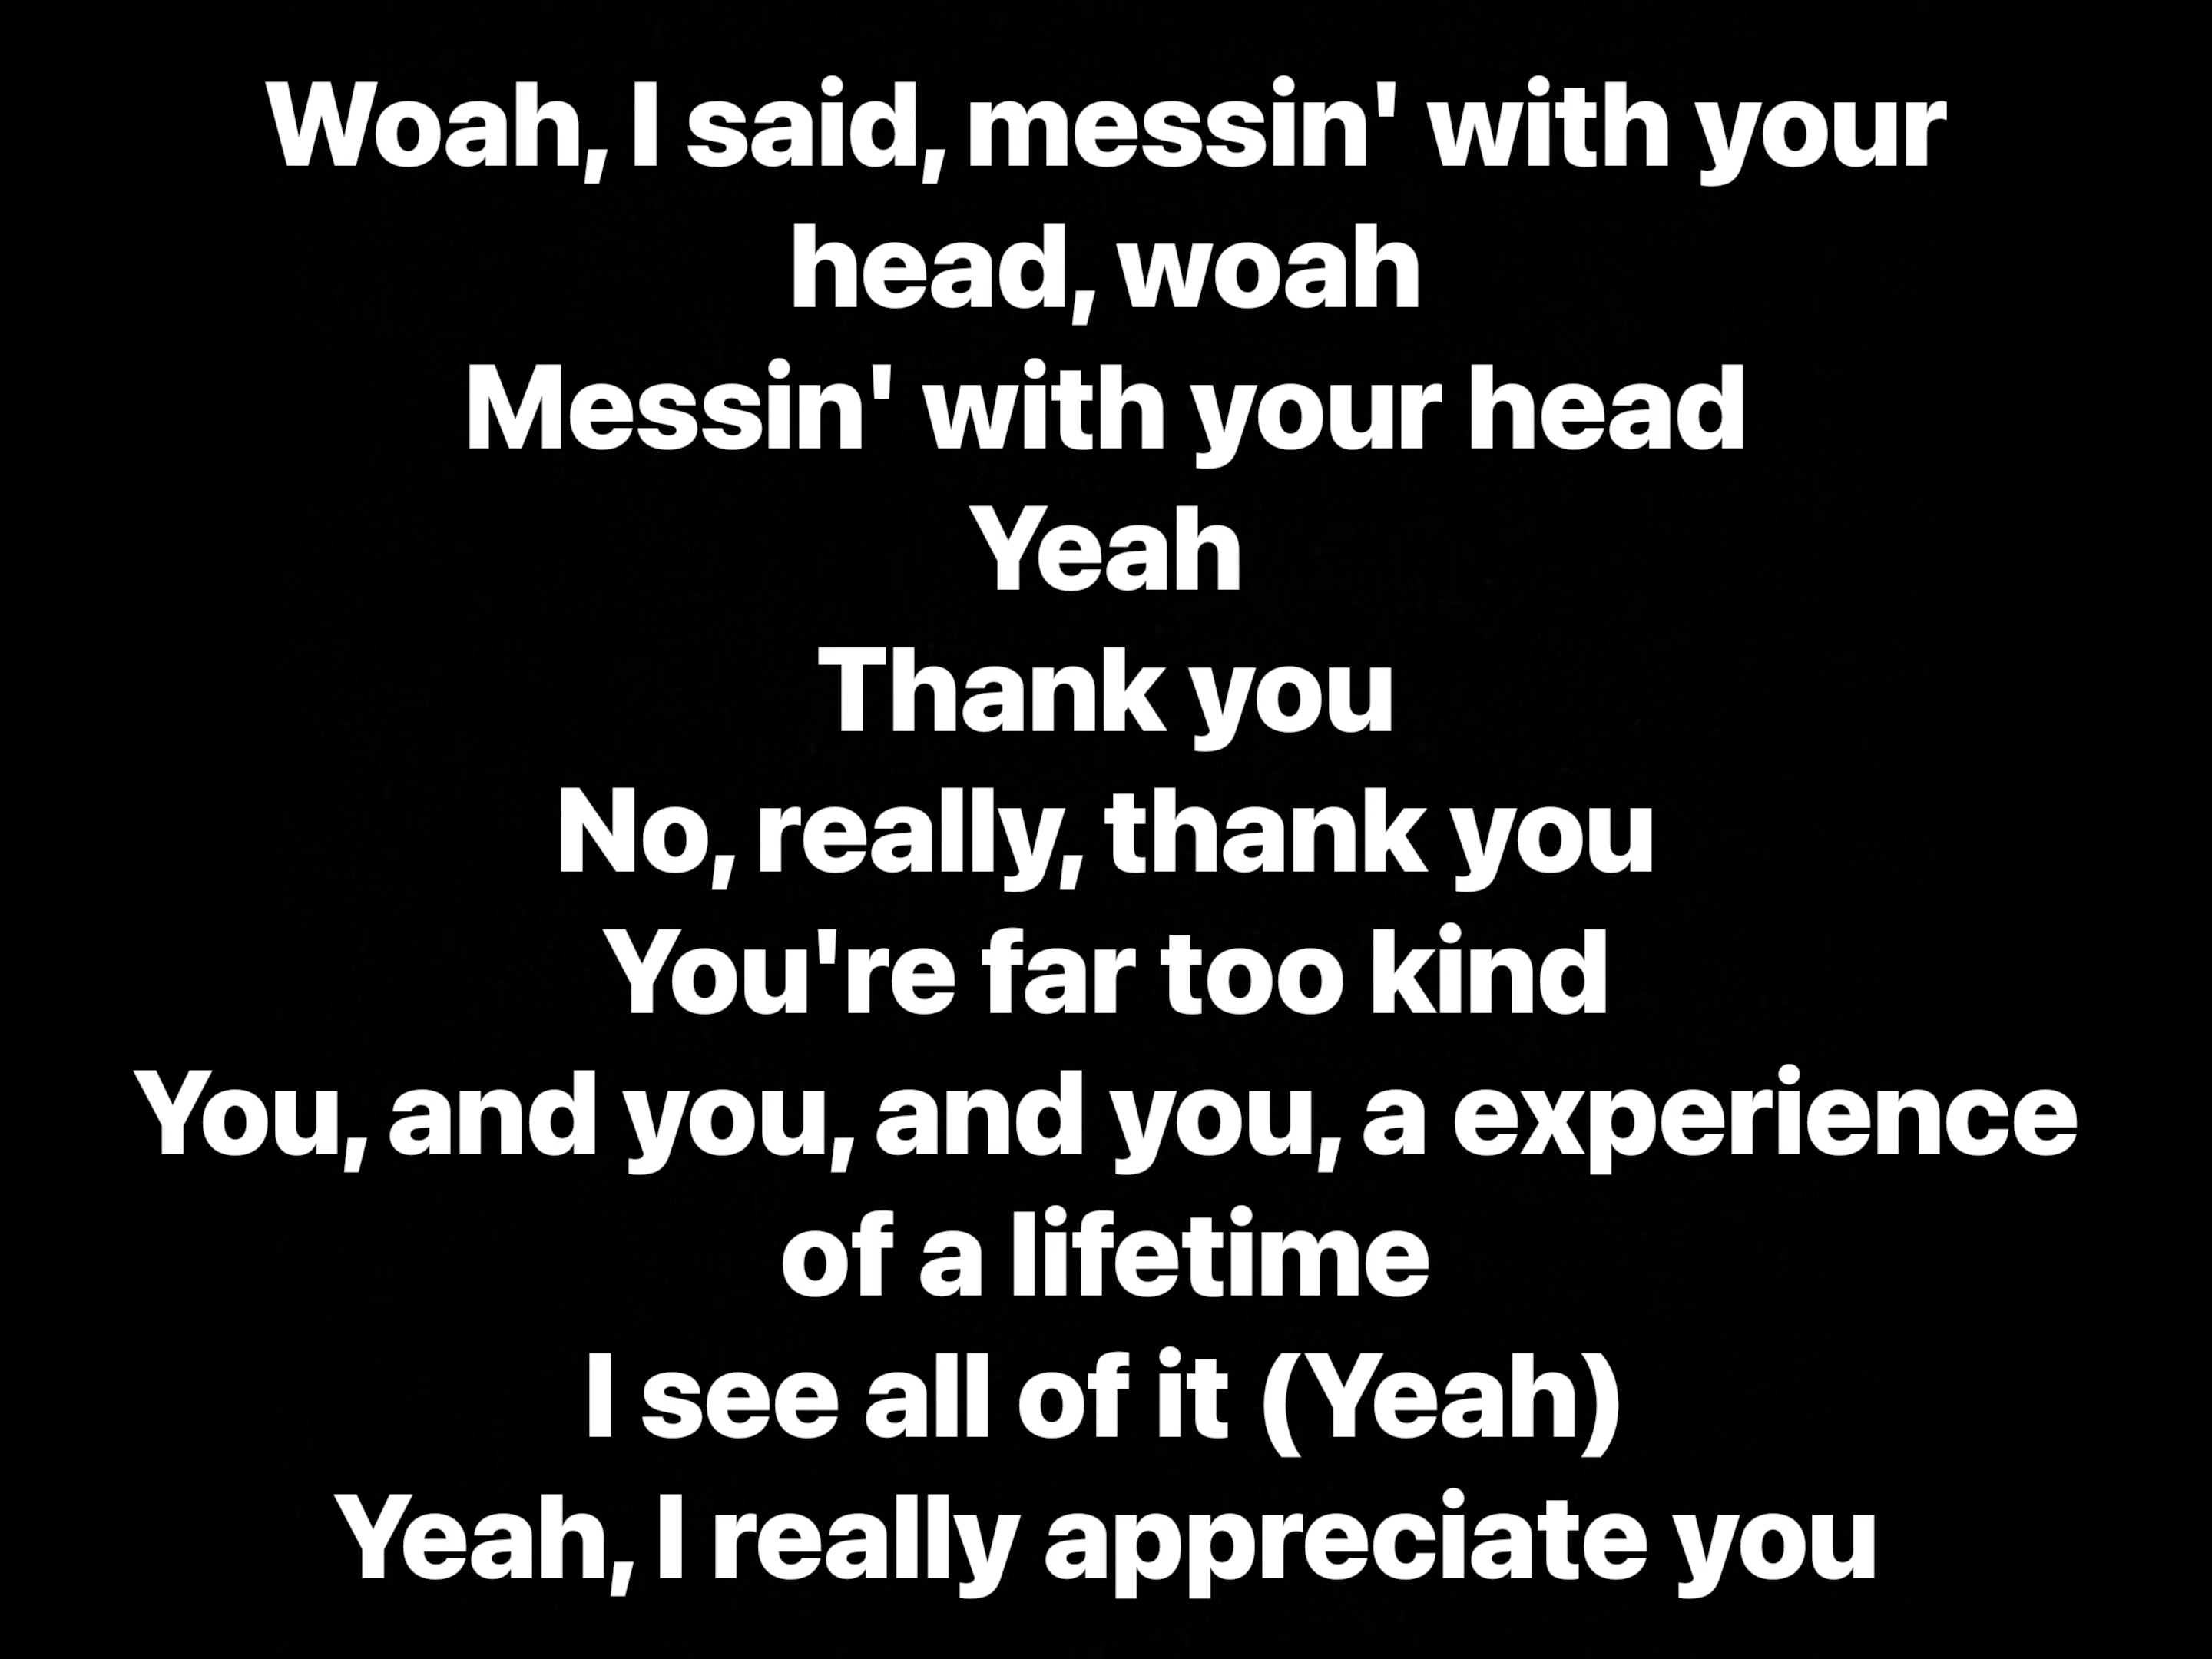 Woah, I said, messin' with your
head, woah
Messin' with your head
Yeah
Thank you
No, really, thank you
You're far too kind
You, and you, and you, a experience
of a lifetime
I see all of it (Yeah)
Yeah, I really appreciate you